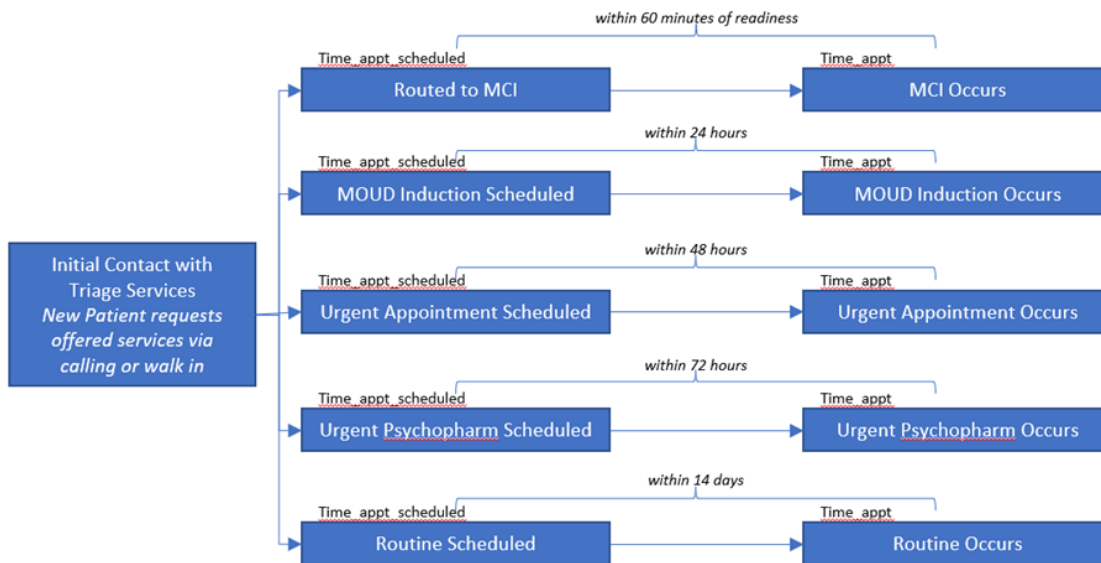 within 60 minutes of readiness
Time_appt_scheduled
Time_appt
Routed to MCI
MCI Occurs
within 24 hours
Time_appt_scheduled
Time_appt
MOUD Induction Scheduled
MOUD Induction Occurs
Initial Contact with
Triage Services
New Patient requests
offered services via
calling or walk in
within 48 hours
Time_appt_scheduled
Time_appt
Urgent Appointment Scheduled
Urgent Appointment Occurs
within 72 hours
Time_appt_scheduled
Time_appt
Urgent Psychopharm Scheduled
Urgent Psychopharm Occurs
within 14 days
Time_appt_scheduled
Time_appt
Routine Scheduled
Routine Occurs